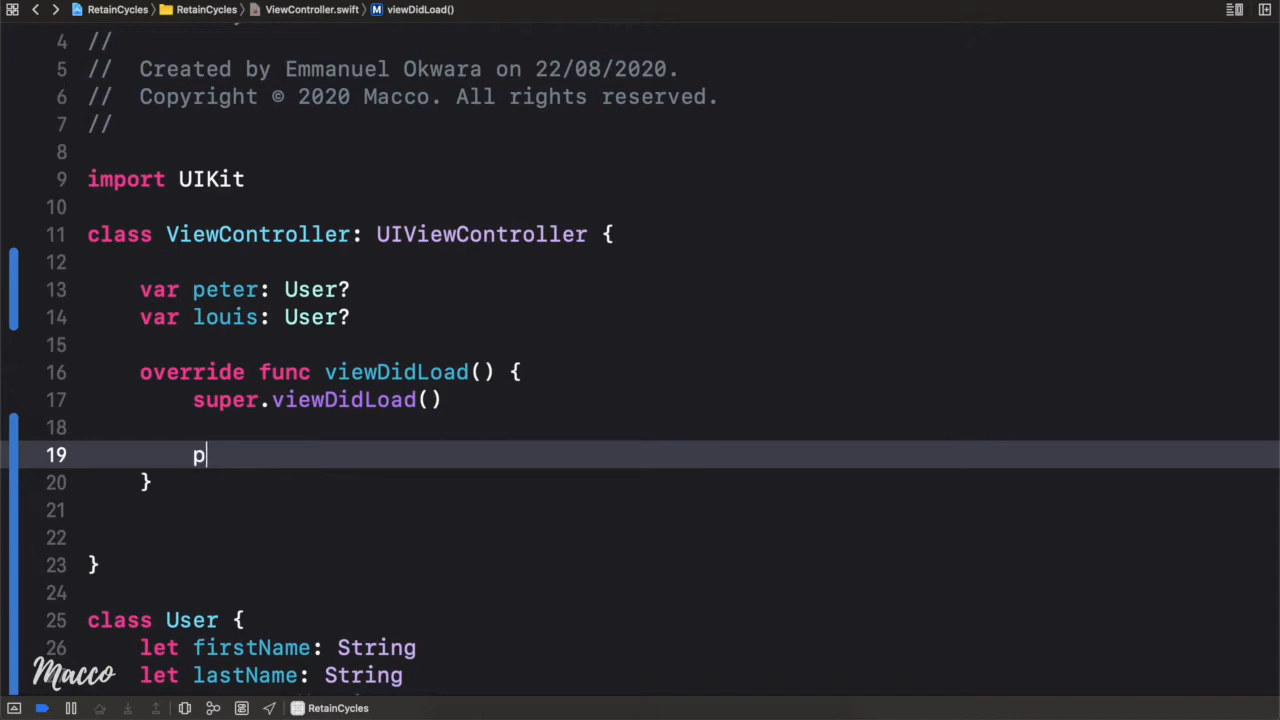 RetainCycles RetainCycles ViewController.swift M viewDidLoad()
4 //
5 // Created by Emmanuel Okwara on 22/08/2020.
6 // Copyright © 2020 Macco. All rights reserved.
7 //
8
9 import UIKit
10
11 class ViewController: UIViewController {
12
13 var peter: User?
14 var louis: User?
15
16 override func viewDidLoad() {
17 super.viewDidLoad()
18
19 p
20 }
21
22
23 }
24
25 class User {
26 let firstName: String
let lastName: String
Macco
RetainCycles